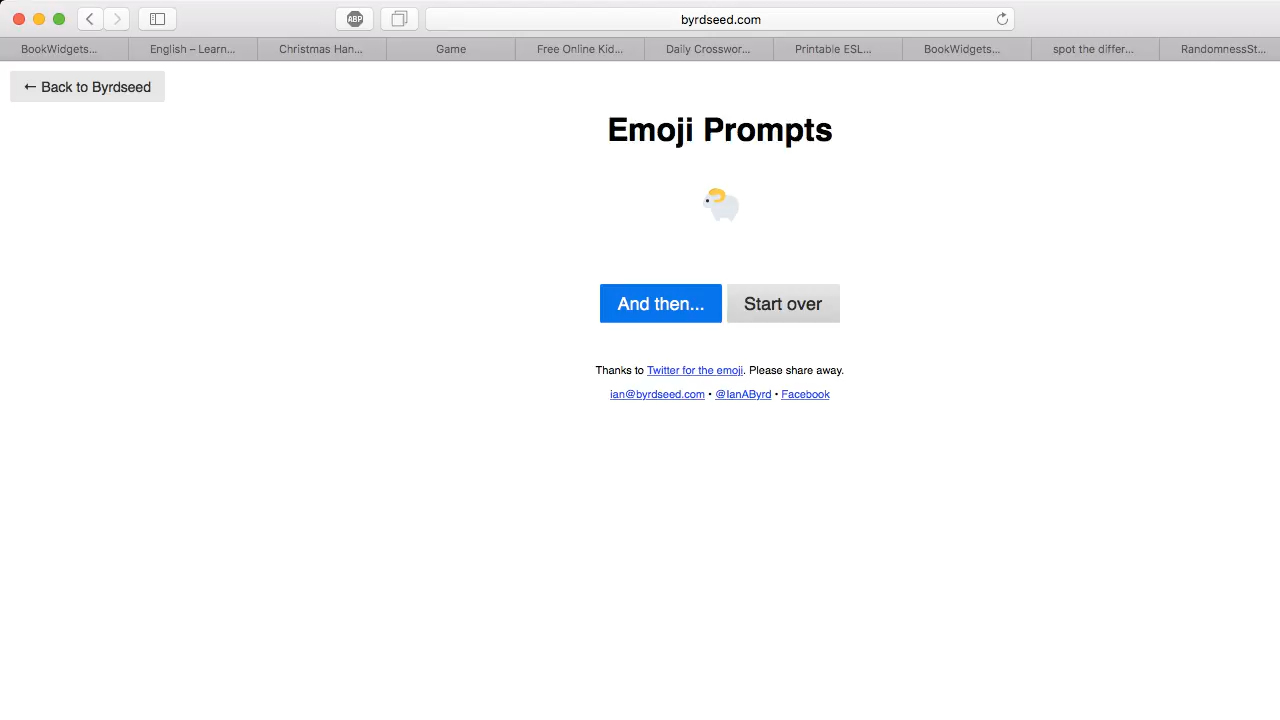 byrdseed.com
ABP
BookWidgets...
English – Learn...
Christmas Han...
Game
Free Online Kid...
Daily Crosswor...
Printable ESL...
BookWidgets...
spot the differ...
RandomnessSt...
← Back to Byrdseed
Emoji Prompts
And then...
Start over
Thanks to Twitter for the emoji. Please share away.
ian@byrdseed.com • @IanAByrd • Facebook